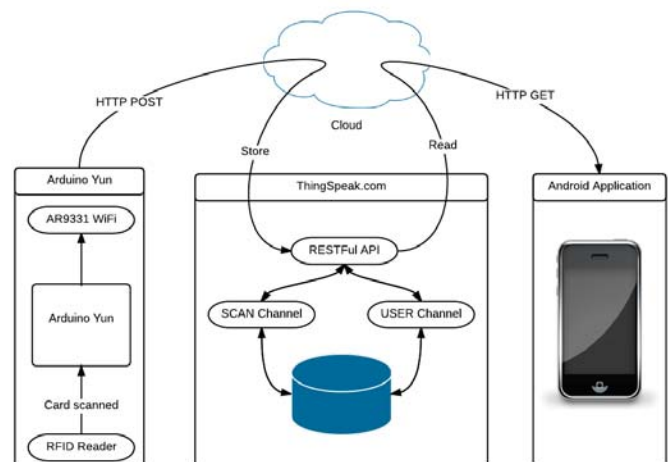 HTTP POST
HTTP GET
Cloud
Store
Read
Arduino Yun
ThingSpeak.com
Android Application
AR9331 WiFi
RESTFul API
Arduino Yun
SCAN Channel
USER Channel
Card scanned
RFID Reader